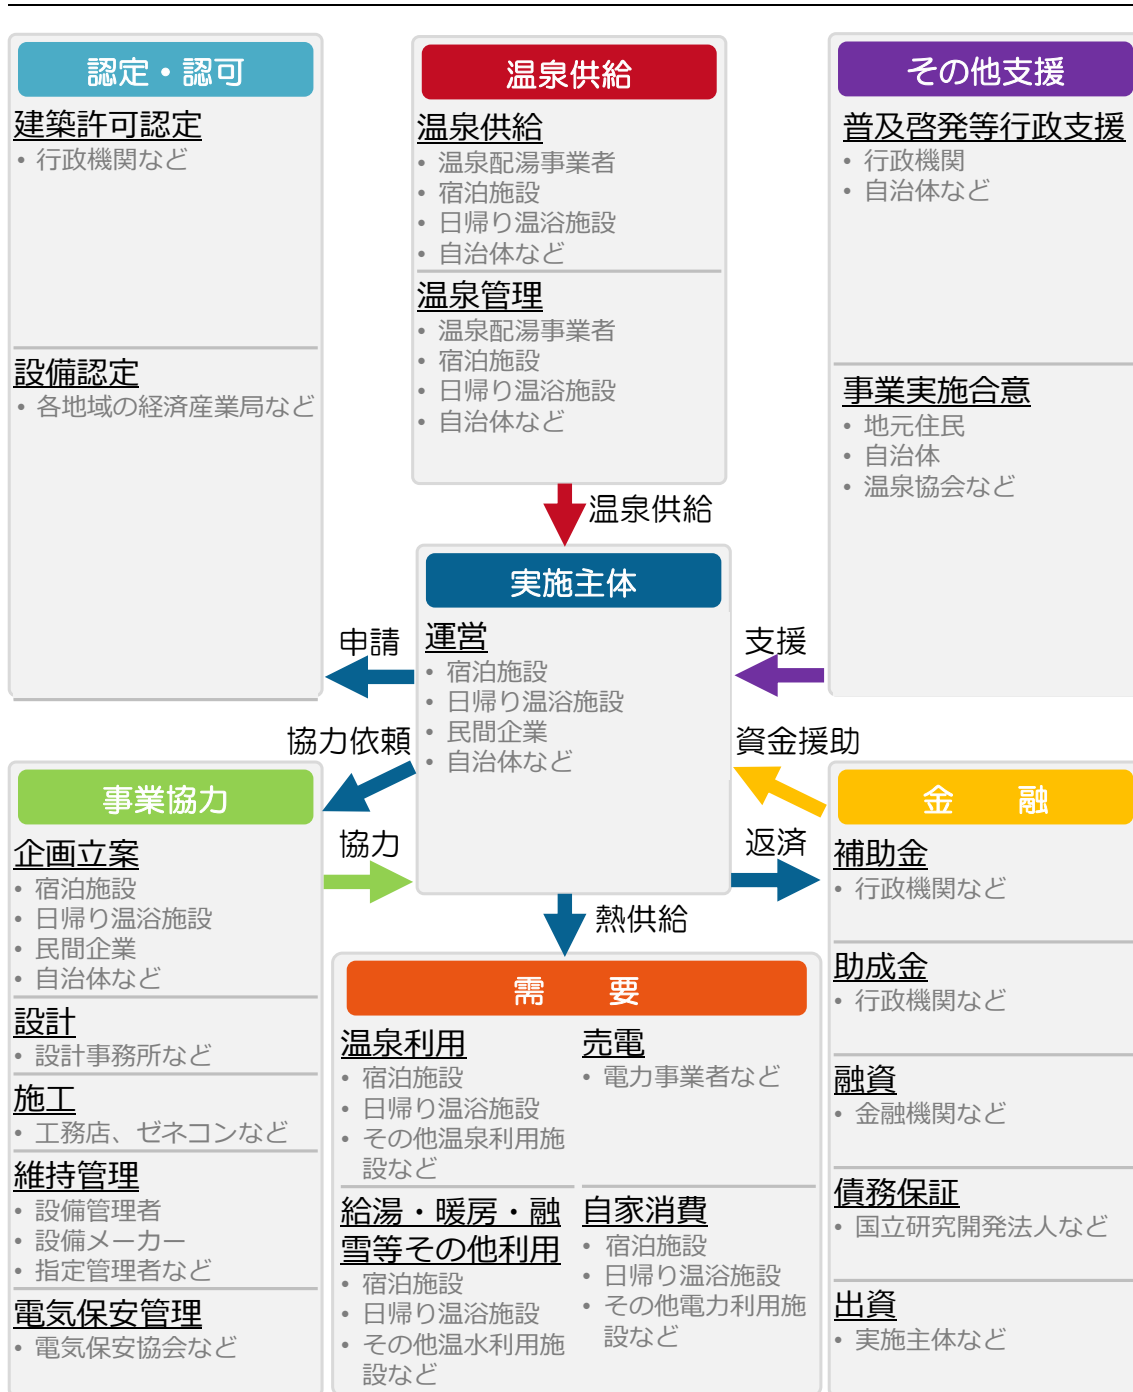 認定・認可
建築許可認定
• 行政機関など
設備認定
• 各地域の経済産業局など
温泉供給
温泉供給
• 温泉配湯事業者
• 宿泊施設
• 日帰り温浴施設
• 自治体など
温泉管理
• 温泉配湯事業者
• 宿泊施設
• 日帰り温浴施設
• 自治体など
その他支援
普及啓発等行政支援
• 行政機関
• 自治体など
事業実施合意
• 地元住民
• 自治体
• 温泉協会など
温泉供給
実施主体
運営
• 宿泊施設
• 日帰り温浴施設
• 民間企業
• 自治体など
申請
支援
協力依頼
資金援助
協力
返済
熱供給
事業協力
企画立案
• 宿泊施設
• 日帰り温浴施設
• 民間企業
• 自治体など
設計
• 設計事務所など
施工
• 工務店、ゼネコンなど
維持管理
• 設備管理者
• 設備メーカー
• 指定管理者など
電気保安管理
• 電気保安協会など
需 要
温泉利用
• 宿泊施設
• 日帰り温浴施設
• その他温泉利用施
設など
給湯・暖房・融
雪等その他利用
• 宿泊施設
• 日帰り温浴施設
• その他温水利用施
設など
売電
• 電力事業者など
自家消費
• 宿泊施設
• 日帰り温浴施設
• その他電力利用施
設など
金 融
補助金
• 行政機関など
助成金
• 行政機関など
融資
• 金融機関など
債務保証
• 国立研究開発法人など
出資
• 実施主体など